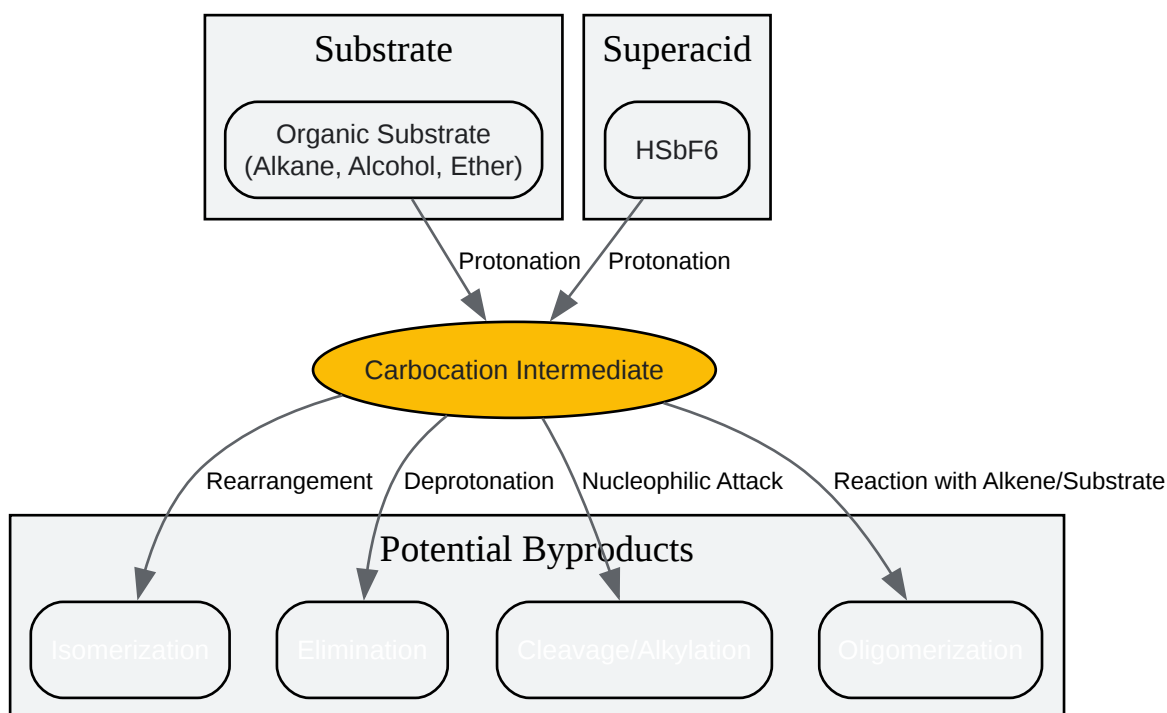 Substrate
Superacid
Organic Substrate
(Alkane, Alcohol, Ether)
HSbF6
Protonation
Protonation
Carbocation Intermediate
Rearrangement
Deprotonation
Nucleophilic Attack
Reaction with Alkene/Substrate
Potential Byproducts
Isomerization
Elimination
Cleavage/Alkylation
Oligomerization